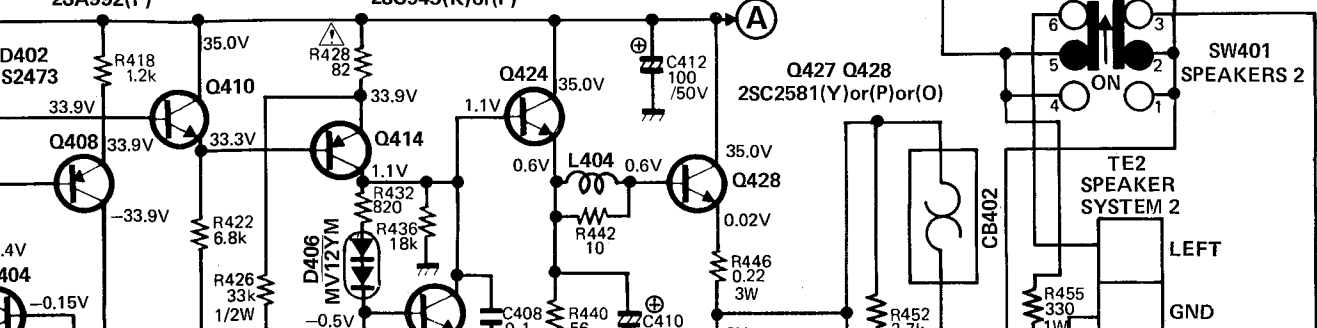 2SA992(F)
2SC945(R)or(P)
A
D402
S2473
R418
1.2k
35.0V
Q410
33.9V
Q408
33.9V
33.3V
-33.9V
R422
6.8k
.4V
404
-0.15V
R426
33k
1/2W
R428
82
33.9V
Q414
1.1V
R432
820
R436
18k
D406
MV12YM
-0.5V
C408
Q424
35.0V
1.1V
0.6V
L404
0.6V
R442
10
R440
56
C410
C412
100
/50V
35.0V
Q428
0.02V
R446
0.22
3W
Q427 Q428
2SC2581(Y)or(P)or(O)
R452
CB402
6
3
5
2
4
1
ON
SW401
SPEAKERS 2
TE2
SPEAKER
SYSTEM 2
LEFT
GND
R455
330
1W